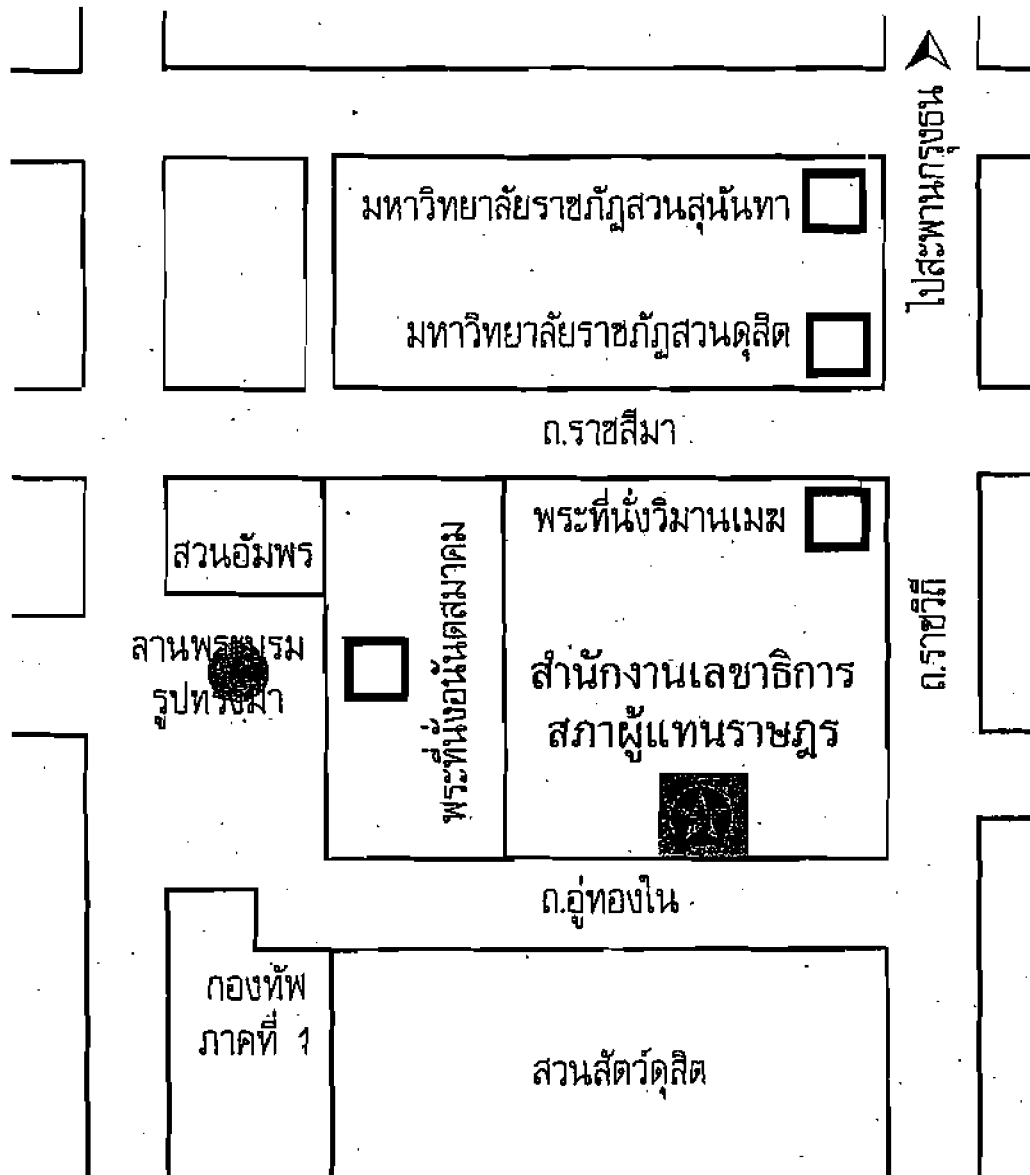 ไปสะพานกรุงธน
มหาวิทยาลัยราชภัฏสวนสุนันทา
มหาวิทยาลัยราชภัฏสวนดุสิต
ถ.ราชสีมา
สวนอัมพร
พระที่นั่งวิมานเมฆ
พระที่นั่งอนันตสมาคม
ลานพระบรม
รูปทรงม้า
สำนักงานเลขาธิการ
สภาผู้แทนราษฎร
ถ.ราชวิถี
ถ.อู่ทองใน
กองทัพ
ภาคที่ 1
สวนสัตว์ดุสิต